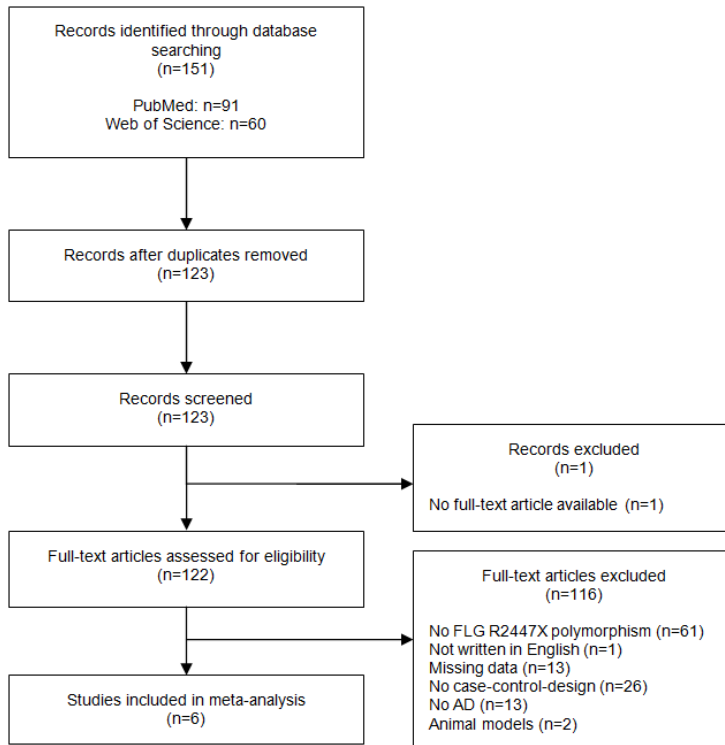 Records identified through database
searching
(n=151)
PubMed: n=91
Web of Science: n=60
Records after duplicates removed
(n=123)
Records screened
(n=123)
Records excluded
(n=1)
No full-text article available (n=1)
Full-text articles assessed for eligibility
(n=122)
Full-text articles excluded
(n=116)
No FLG R2447X polymorphism (n=61)
Not written in English (n=1)
Missing data (n=13)
No case-control-design (n=26)
No AD (n=13)
Animal models (n=2)
Studies included in meta-analysis
(n=6)